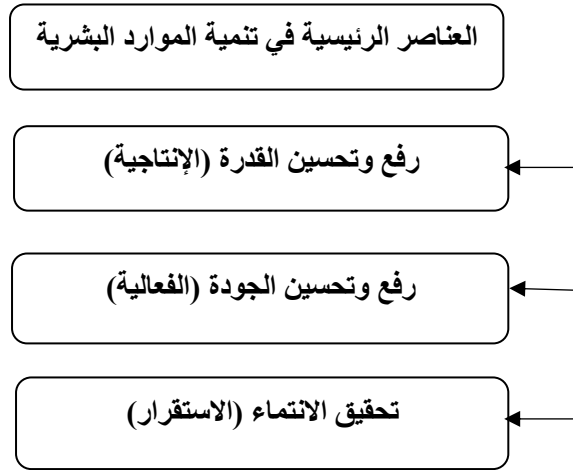 العناصر الرئيسية في تنمية الموارد البشرية
رفع وتحسين القدرة (الإنتاجية)
رفع وتحسين الجودة (الفعالية)
تحقيق الانتماء (الاستقرار)